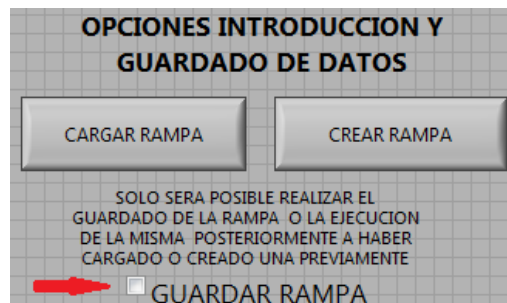 OPCIONES INTRODUCCION Y
GUARDADO DE DATOS
CARGAR RAMPA
CREAR RAMPA
SOLO SERA POSIBLE REALIZAR EL
GUARDADO DE LA RAMPA O LA EJECUCION
DE LA MISMA POSTERIORMENTE A HABER
CARGADO O CREADO UNA PREVIAMENTE
GUARDAR RAMPA